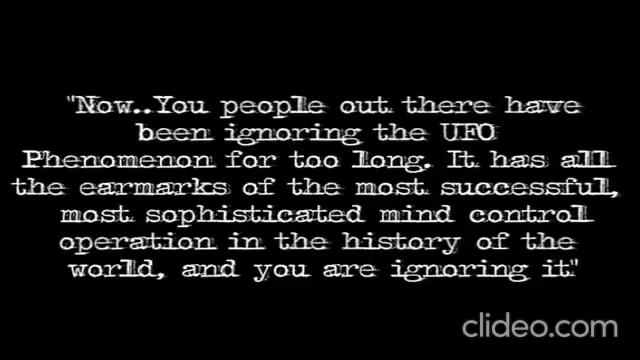 "Now..You people out there have
been ignoring the UFO
Phenomenon for too long. It has all
the earmarks of the most successful,
most sophisticated mind control
operation in the history of the
world, and you are ignoring it"
clideo.com